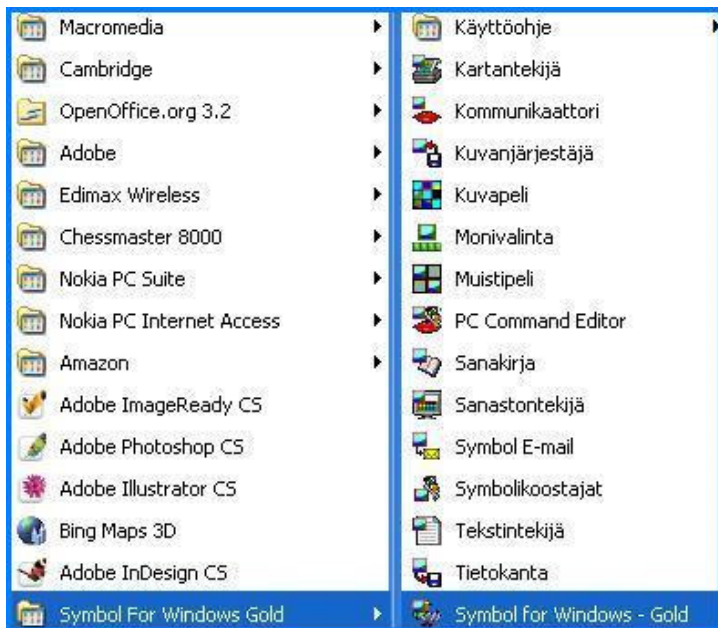 Macromedia
Cambridge
OpenOffice.org 3.2
Adobe
Edimax Wireless
Chessmaster 8000
Nokia PC Suite
Nokia PC Internet Access
Amazon
Adobe ImageReady CS
Adobe Photoshop CS
Adobe Illustrator CS
Bing Maps 3D
Adobe InDesign CS
Symbol For Windows Gold
Käyttöohje
Kartantekijä
Kommunikaattori
Kuvanjärjestäjä
Kuvapeli
Monivalinta
Muistipeli
PC Command Editor
Sanakirja
Sanastontekijä
Symbol E-mail
Symbolikoostajat
Tekstintekijä
Tietokanta
Symbol for Windows - Gold